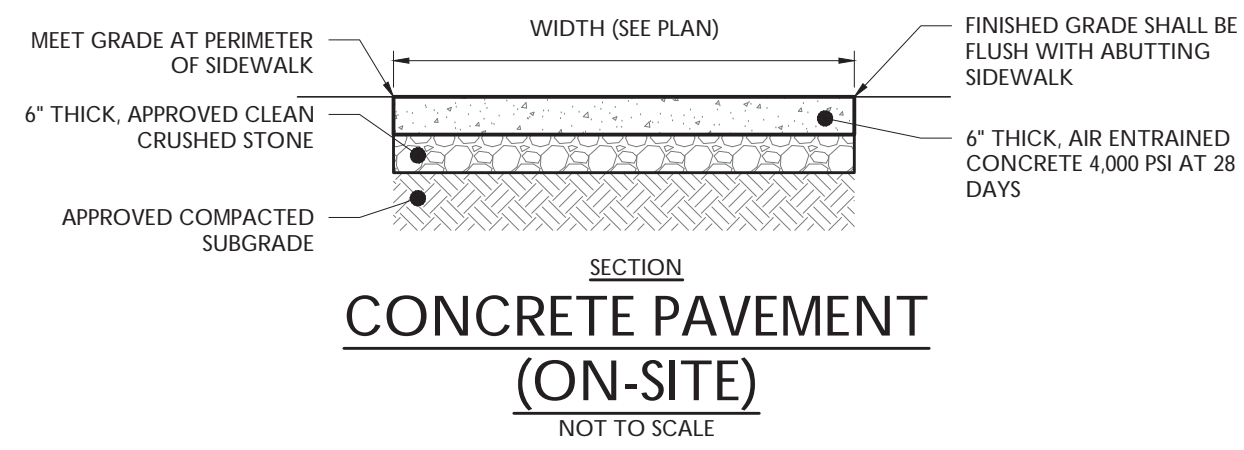 WIDTH (SEE PLAN)
MEET GRADE AT PERIMETER
OF SIDEWALK
6" THICK, APPROVED CLEAN
CRUSHED STONE
APPROVED COMPACTED
SUBGRADE
FINISHED GRADE SHALL BE
FLUSH WITH ABUTTING
SIDEWALK
6" THICK, AIR ENTRAINED
CONCRETE 4,000 PSI AT 28
DAYS
SECTION
CONCRETE PAVEMENT
(ON-SITE)
NOT TO SCALE